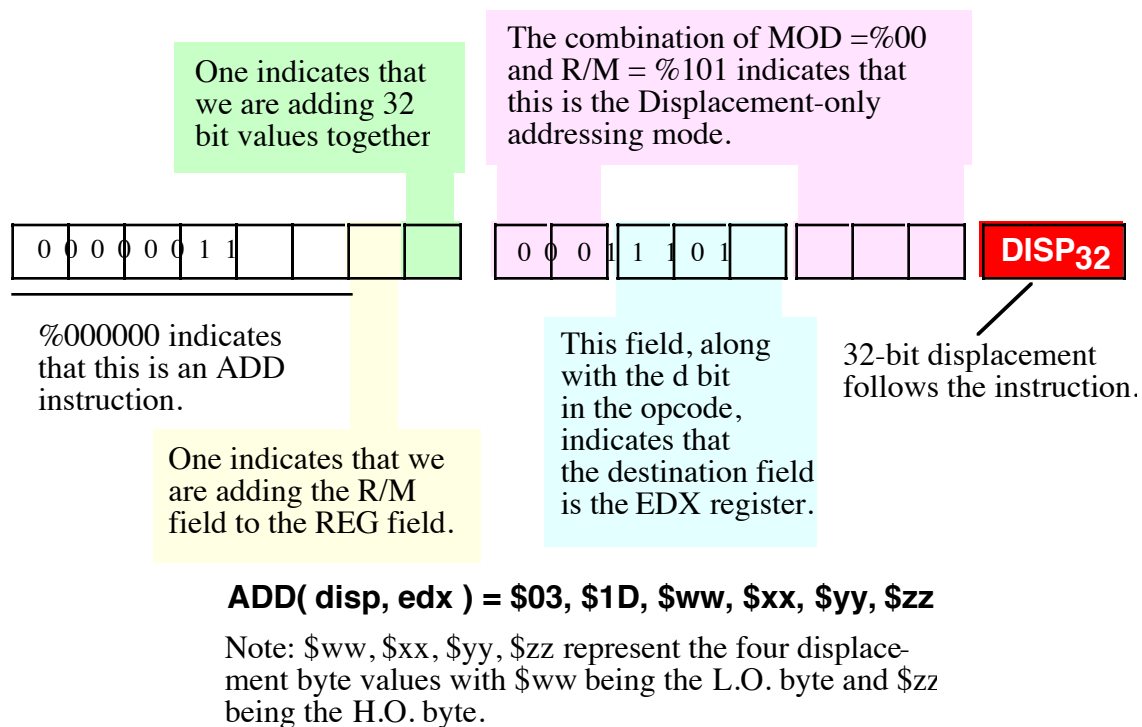 One indicates that
we are adding 32
bit values together
The combination of MOD =%00
and R/M = %101 indicates that
this is the Displacement-only
addressing mode.
0 0 0 0 0 0 1 1
0 0 0 1 1 1 0 1
DISP32
%000000 indicates
that this is an ADD
instruction.
This field, along
with the d bit
in the opcode,
indicates that
the destination field
is the EDX register.
32-bit displacement
follows the instruction.
One indicates that we
are adding the R/M
field to the REG field.
ADD( disp, edx ) = $03, $1D, $ww, $xx, $yy, $zz
Note: $ww, $xx, $yy, $zz represent the four displace-
ment byte values with $ww being the L.O. byte and $zz
being the H.O. byte.